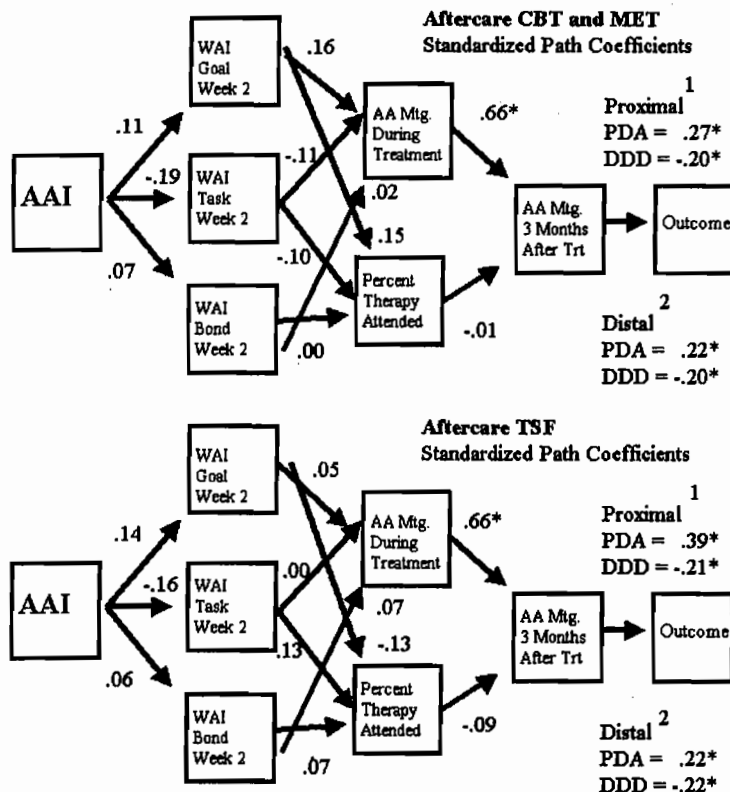 Aftercare CBT and MET
Standardized Path Coefficients
WAI
Goal
Week 2
.16
AA Mtg.
During
Treatment
.66*
Proximal 1
PDA = .27*
DDD = -.20*
.11
-.11
AAI
-.19
WAI
Task
Week 2
.02
AA Mtg.
3 Months
After Trt
Outcome
.15
-.10
.07
Percent
Therapy
Attended
WAI
Bond
Week 2
-.01
.00
Distal 2
PDA = .22*
DDD = -.20*
Aftercare TSF
Standardized Path Coefficients
WAI
Goal
Week 2
.05
AA Mtg.
During
Treatment
.66*
Proximal 1
PDA = .39*
DDD = -.21*
.14
.00
AAI
-.16
WAI
Task
Week 2
.07
AA Mtg.
3 Months
After Trt
Outcome
.13
-.13
.06
Percent
Therapy
Attended
WAI
Bond
Week 2
-.09
.07
Distal 2
PDA = .22*
DDD = -.22*